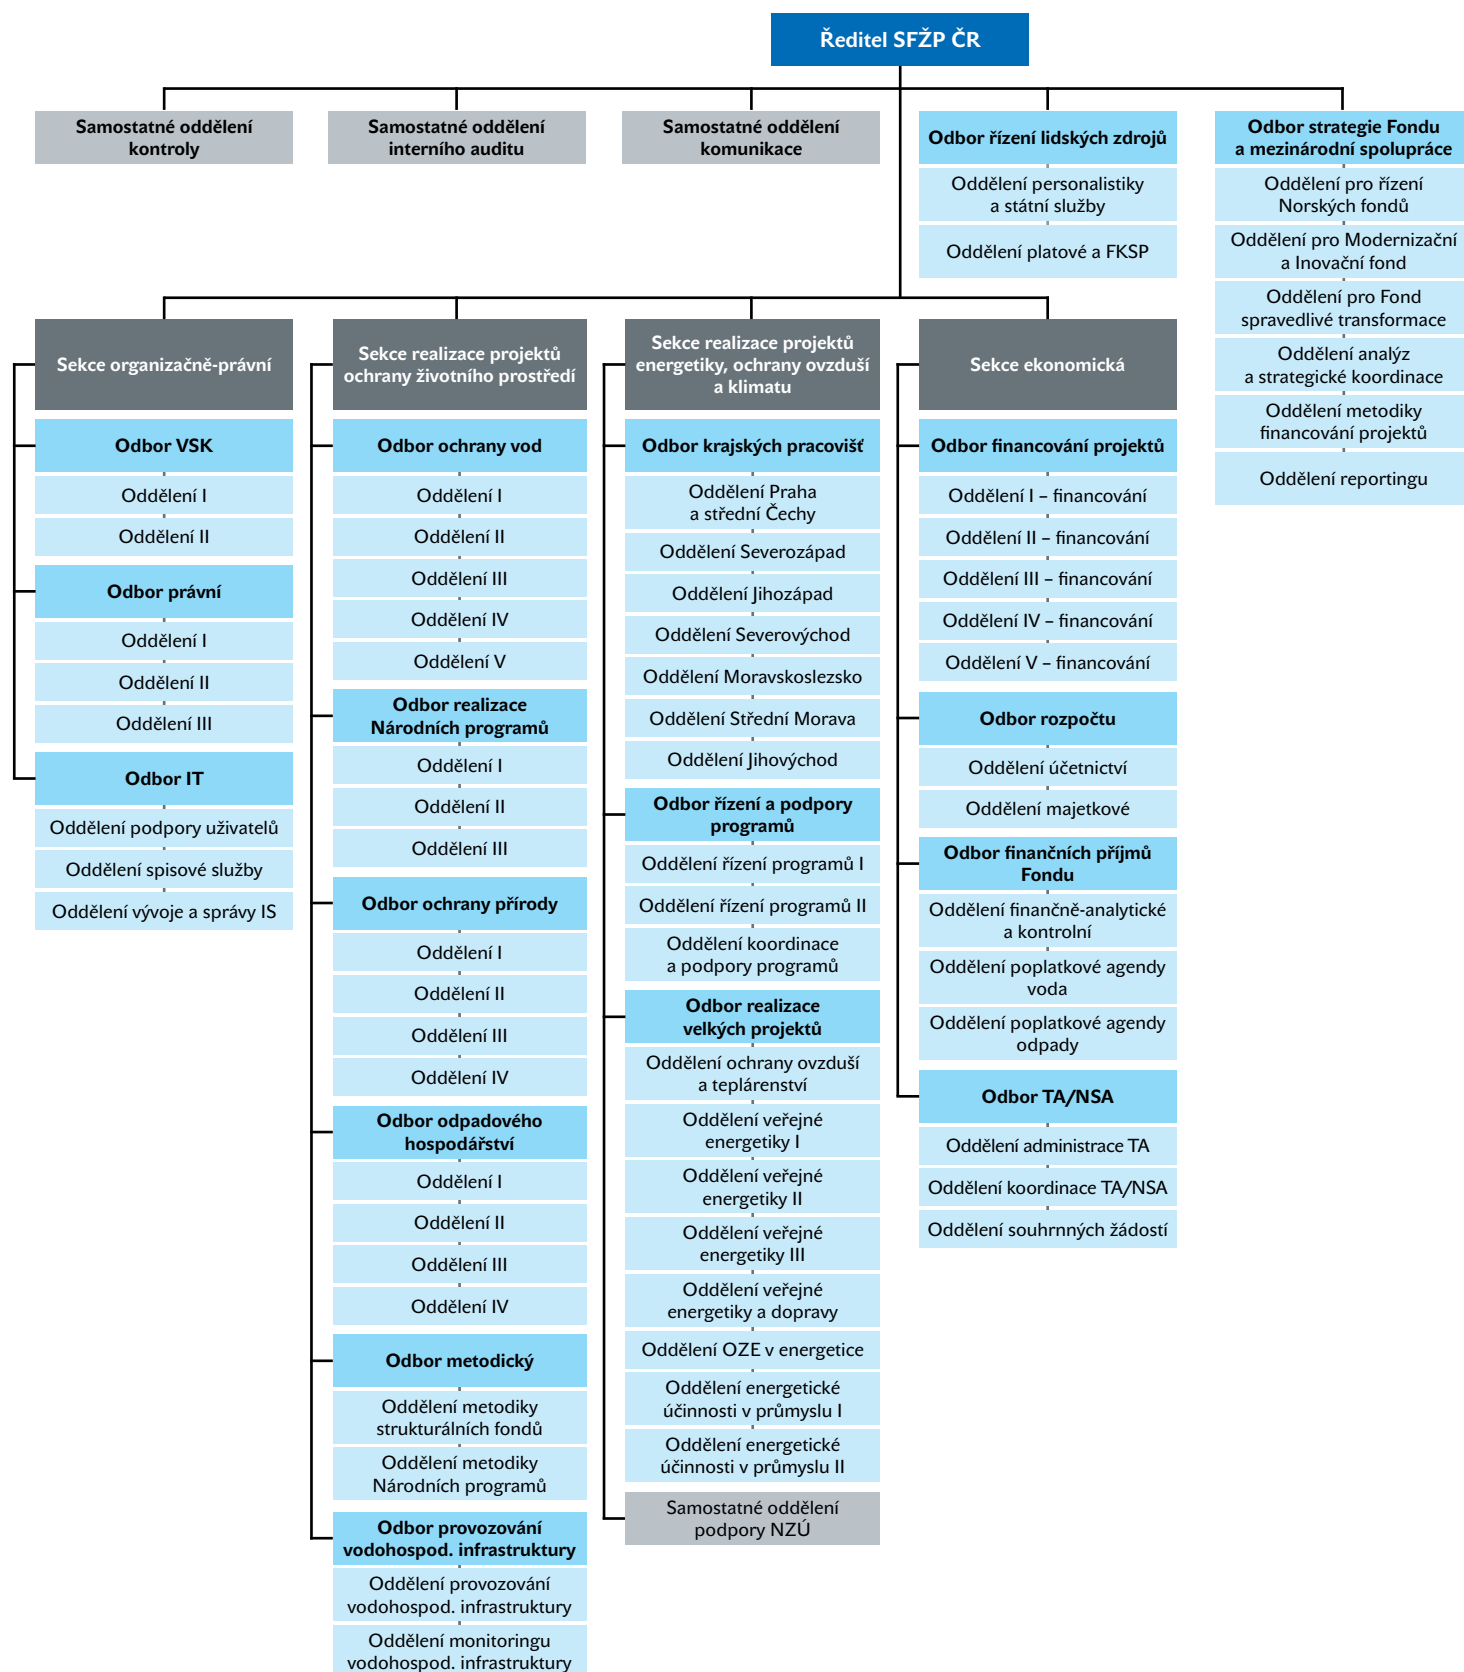 Ředitel SFŽP ČR
Samostatné oddělení
kontroly
Samostatné oddělení
interního auditu
Samostatné oddělení
komunikace
Odbor řízení lidských zdrojů
Oddělení personalistiky
a státní služby
Oddělení platové a FKSP
Odbor strategie Fondu
a mezinárodní spolupráce
Oddělení pro řízení
Norských fondů
Oddělení pro Modernizační
a Inovační fond
Oddělení pro Fond
spravedlivé transformace
Oddělení analýz
a strategické koordinace
Oddělení metodiky
financování projektů
Oddělení reportingu
Sekce organizačně-právní
Odbor VSK
Oddělení I
Oddělení II
Odbor právní
Oddělení I
Oddělení II
Oddělení III
Odbor IT
Oddělení podpory uživatelů
Oddělení spisové služby
Oddělení vývoje a správy IS
Sekce realizace projektů
ochrany životního prostředí
Odbor ochrany vod
Oddělení I
Oddělení II
Oddělení III
Oddělení IV
Oddělení V
Odbor realizace
Národních programů
Oddělení I
Oddělení II
Oddělení III
Odbor ochrany přírody
Oddělení I
Oddělení II
Oddělení III
Oddělení IV
Odbor odpadového
hospodářství
Oddělení I
Oddělení II
Oddělení III
Oddělení IV
Odbor metodický
Oddělení metodiky
strukturálních fondů
Oddělení metodiky
Národních programů
Odbor provozování
vodohospod. infrastruktury
Oddělení provozování
vodohospod. infrastruktury
Oddělení monitoringu
vodohospod. infrastruktury
Sekce realizace projektů
energetiky, ochrany ovzduší
a klimatu
Odbor krajských pracovišť
Oddělení Praha
a střední Čechy
Oddělení Severozápad
Oddělení Jihozápad
Oddělení Severovýchod
Oddělení Moravskoslezsko
Oddělení Střední Morava
Oddělení Jihovýchod
Odbor řízení a podpory
programů
Oddělení řízení programů I
Oddělení řízení programů II
Oddělení koordinace
a podpory programů
Odbor realizace
velkých projektů
Oddělení ochrany ovzduší
a teplárenství
Oddělení veřejné
energetiky I
Oddělení veřejné
energetiky II
Oddělení veřejné
energetiky III
Oddělení veřejné
energetiky a dopravy
Oddělení OZE v energetice
Oddělení energetické
účinnosti v průmyslu I
Oddělení energetické
účinnosti v průmyslu II
Samostatné oddělení
podpory NZÚ
Sekce ekonomická
Odbor financování projektů
Oddělení I – financování
Oddělení II – financování
Oddělení III – financování
Oddělení IV – financování
Oddělení V – financování
Odbor rozpočtu
Oddělení účetnictví
Oddělení majetkové
Odbor finančních příjmů
Fondu
Oddělení finančně-analytické
a kontrolní
Oddělení poplatkové agendy
voda
Oddělení poplatkové agendy
odpady
Odbor TA/NSA
Oddělení administrace TA
Oddělení koordinace TA/NSA
Oddělení souhrnných žádostí